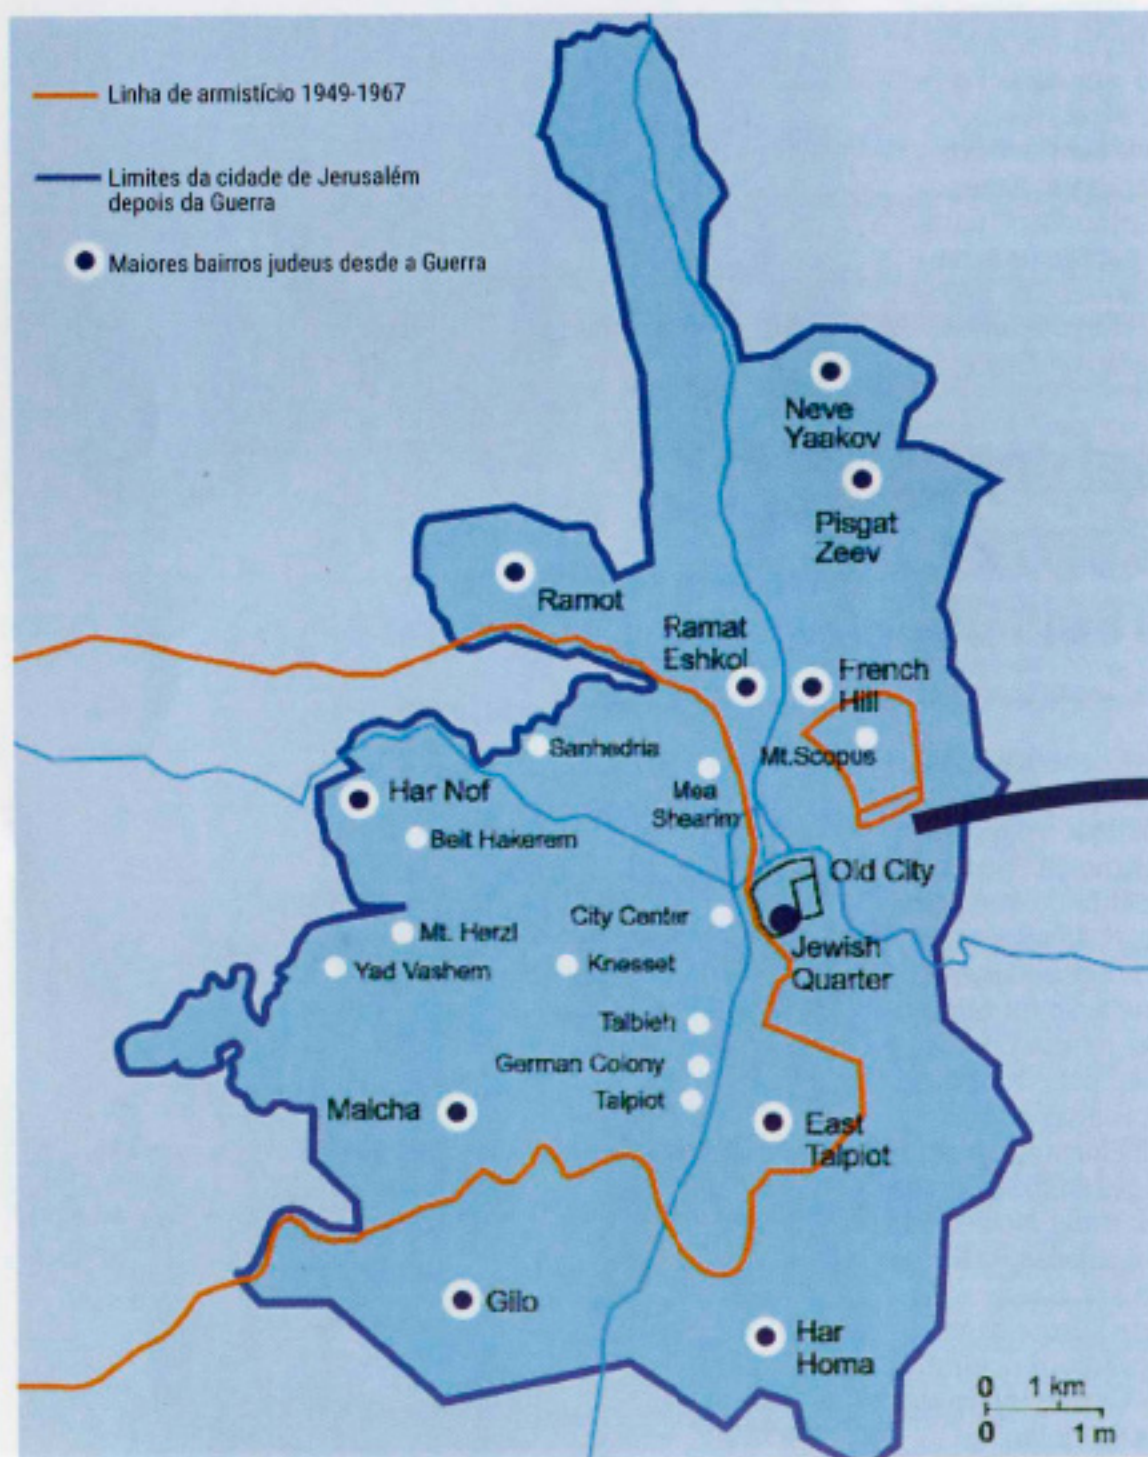 Linha de armistício 1949-1967
Limites da cidade de Jerusalém
depois da Guerra
Maiores bairros judeus desde a Guerra
Neve
Yaakov
Pisgat
Zeev
Ramot
Ramat
Eshkol
French
Hill
Mt.Scopus
Sanhedria
Mea
Shearim
Har Nof
Beit Hakerem
Old City
City Center
Mt. Herzl
Jewish
Quarter
Yad Vashem
Knesset
Talbieh
German Colony
Talpiot
Malcha
East
Talpiot
Gilo
Har
Homa
0 1 km
0 1 m